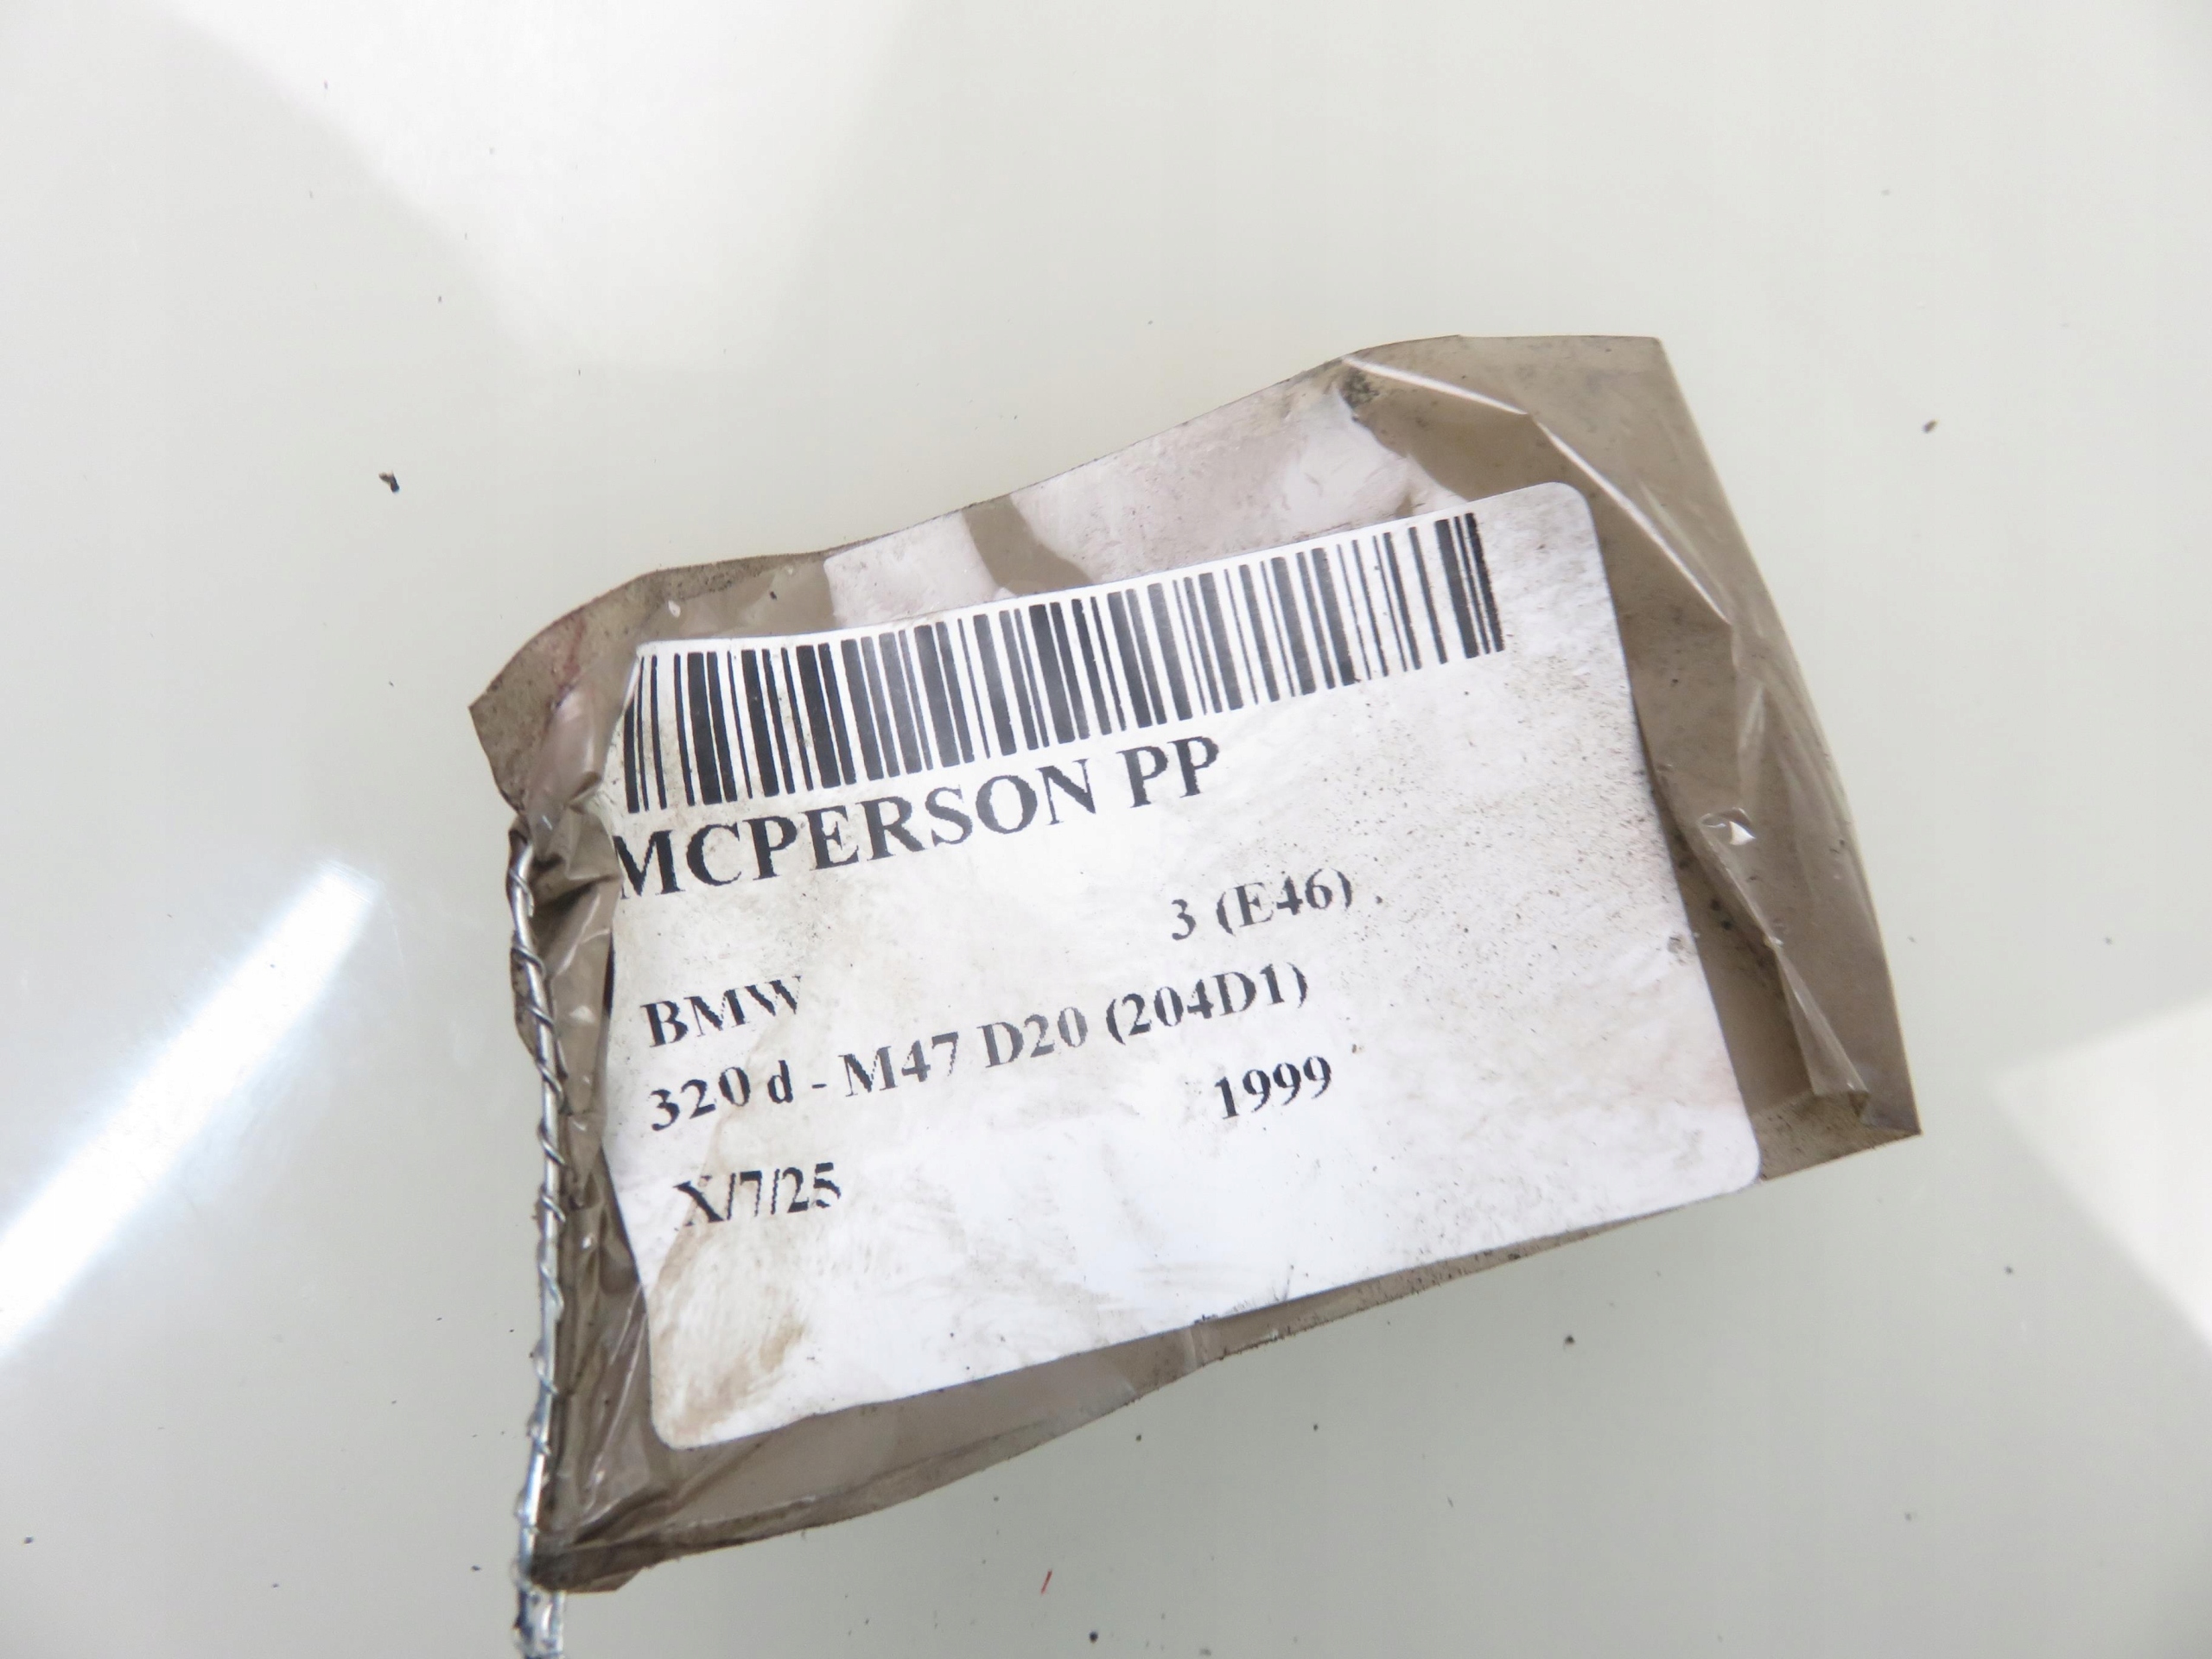 MCPERSON PP
3 (E46)
BMW
320 d - M47 D20 (204D1)
1999
X/7/25